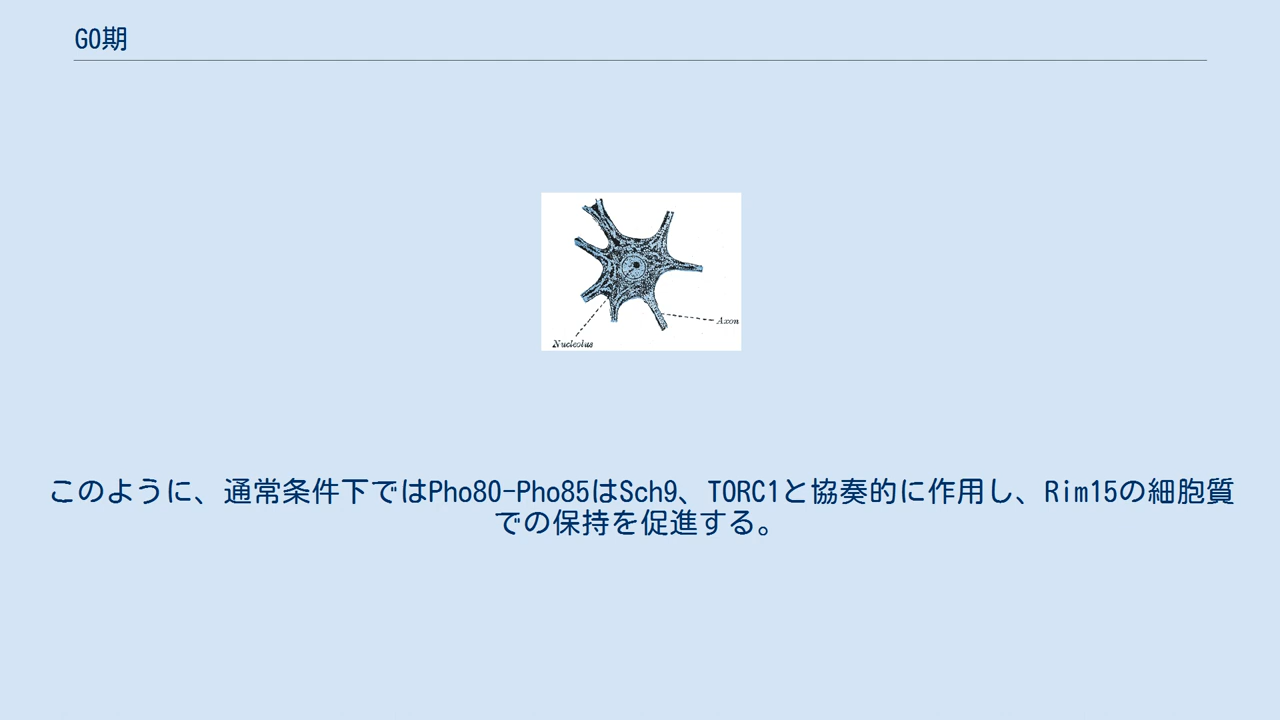 G0期
Axon
Nucleolus
このように、通常条件下ではPho80-Pho85はSch9、TORC1と協奏的に作用し、Rim15の細胞質
での保持を促進する。